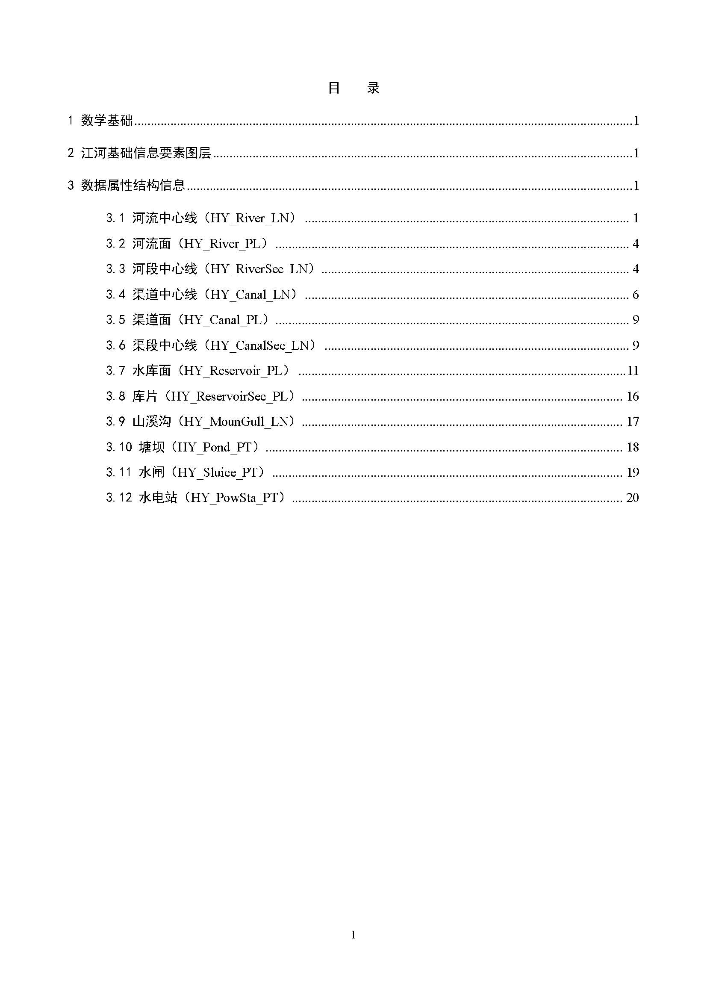 目 录
1 数学基础........................1
2 江河基础信息要素图层........................1
3 数据属性结构信息........................1
3.1 河流中心线（HY_River_LN）........................1
3.2 河流面（HY_River_PL）........................4
3.3 河段中心线（HY_RiverSec_LN）........................4
3.4 渠道中心线（HY_Canal_LN）........................6
3.5 渠道面（HY_Canal_PL）........................9
3.6 渠段中心线（HY_CanalSec_LN）........................9
3.7 水库面（HY_Reservoir_PL）........................11
3.8 库片（HY_ReservoirSec_PL）........................16
3.9 山溪沟（HY_MounGull_LN）........................17
3.10 塘坝（HY_Pond_PT）........................18
3.11 水闸（HY_Sluice_PT）........................19
3.12 水电站（HY_PowSta_PT）........................20
1